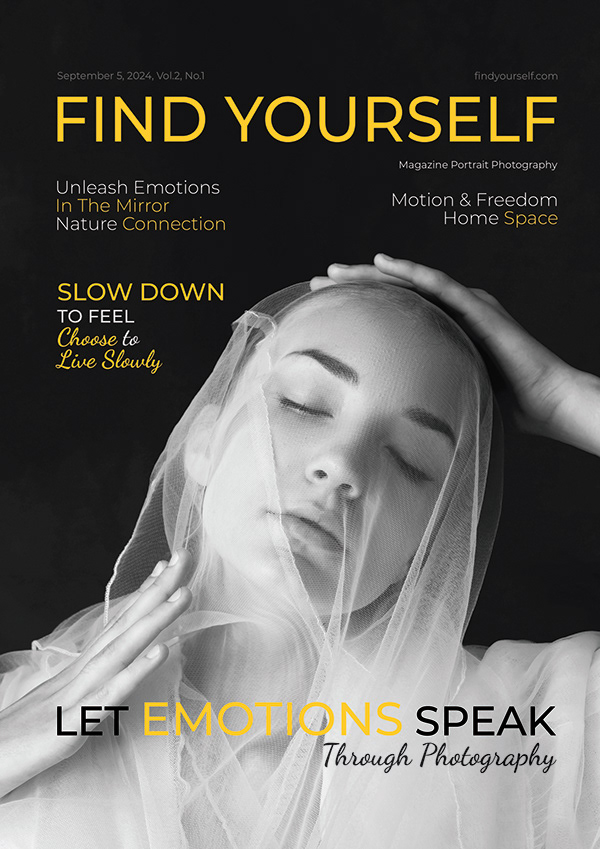 September 5, 2024, Vol.2, No.1
findyourself.com
FIND YOURSELF
Magazine Portrait Photography
Unleash Emotions
In The Mirror
Nature Connection
Motion & Freedom
Home Space
SLOW DOWN
TO FEEL
Choose to
Live Slowly
LET EMOTIONS SPEAK
Through Photography